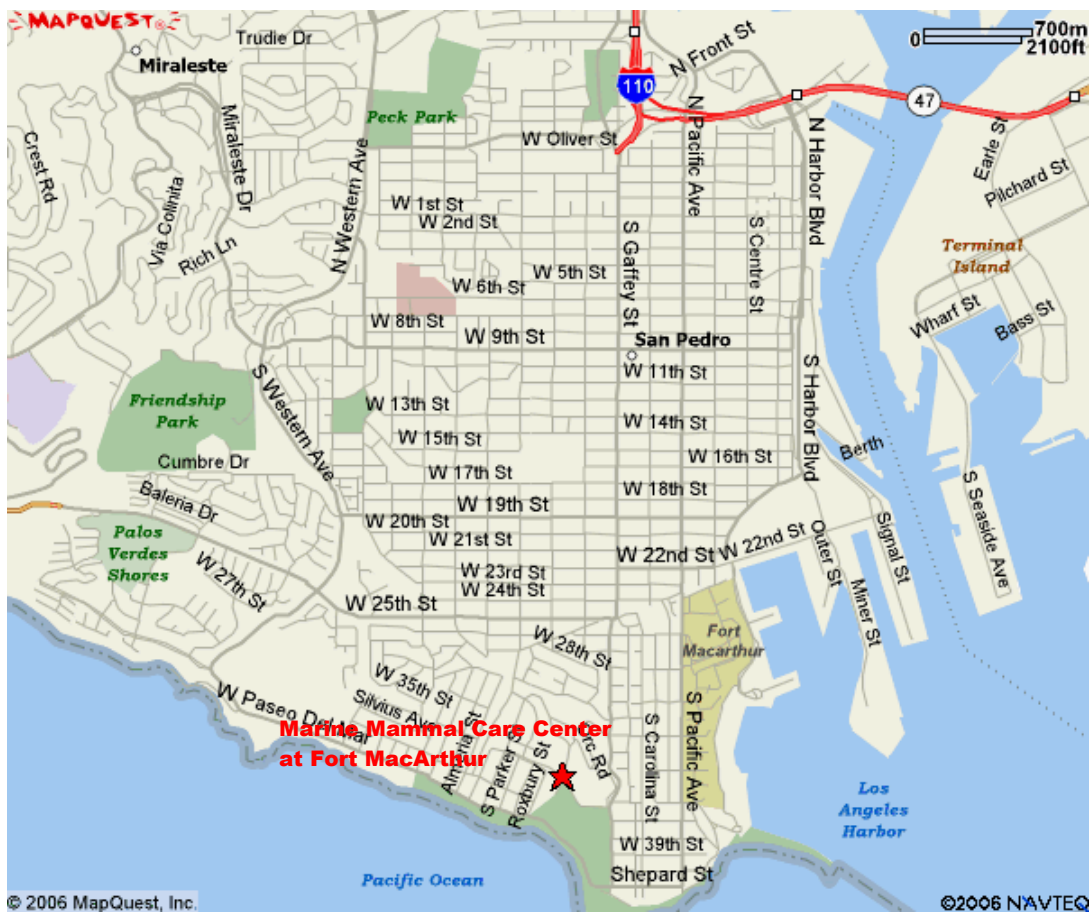 MAPQUEST
Trudie Dr
Miraleste
N Front St
0 700m
2100ft
110
47
Peck Park
W Oliver St
N Pacific Ave
N Harbor Blvd
Earle St
Pilchard St
Crest Rd
Miraleste Dr
Via Colinita
Rich Ln
N Western Ave
W 1st St
W 2nd St
S Gaffey St
S Centre St
Terminal
Island
W 5th St
W 6th St
Wharf St
Bass St
W 8th St
W 9th St
San Pedro
W 11th St
S Western Ave
S Harbor Blvd
Friendship
Park
W 13th St
W 14th St
W 15th St
W 16th St
Berth
Cumbre Dr
W 17th St
W 18th St
S Seaside Ave
Baleria Dr
W 19th St
W 20th St
W 21st St
Palos
Verdes
Shores
W 22nd St
W 22nd St
Outer St
Signal St
Miner St
W 27th St
W 23rd St
W 24th St
W 25th St
Fort
Macarthur
W 28th St
W 35th St
Silvius Ave
W Paseo Del Mar
Marine Mammal Care Center
at Fort MacArthur
Almeria St
S Parker S
Roxbury St
rc Rd
S Carolina St
S Pacific Ave
Los
Angeles
Harbor
W 39th St
Shepard St
Pacific Ocean
© 2006 MapQuest, Inc.
©2006 NAVTEQ